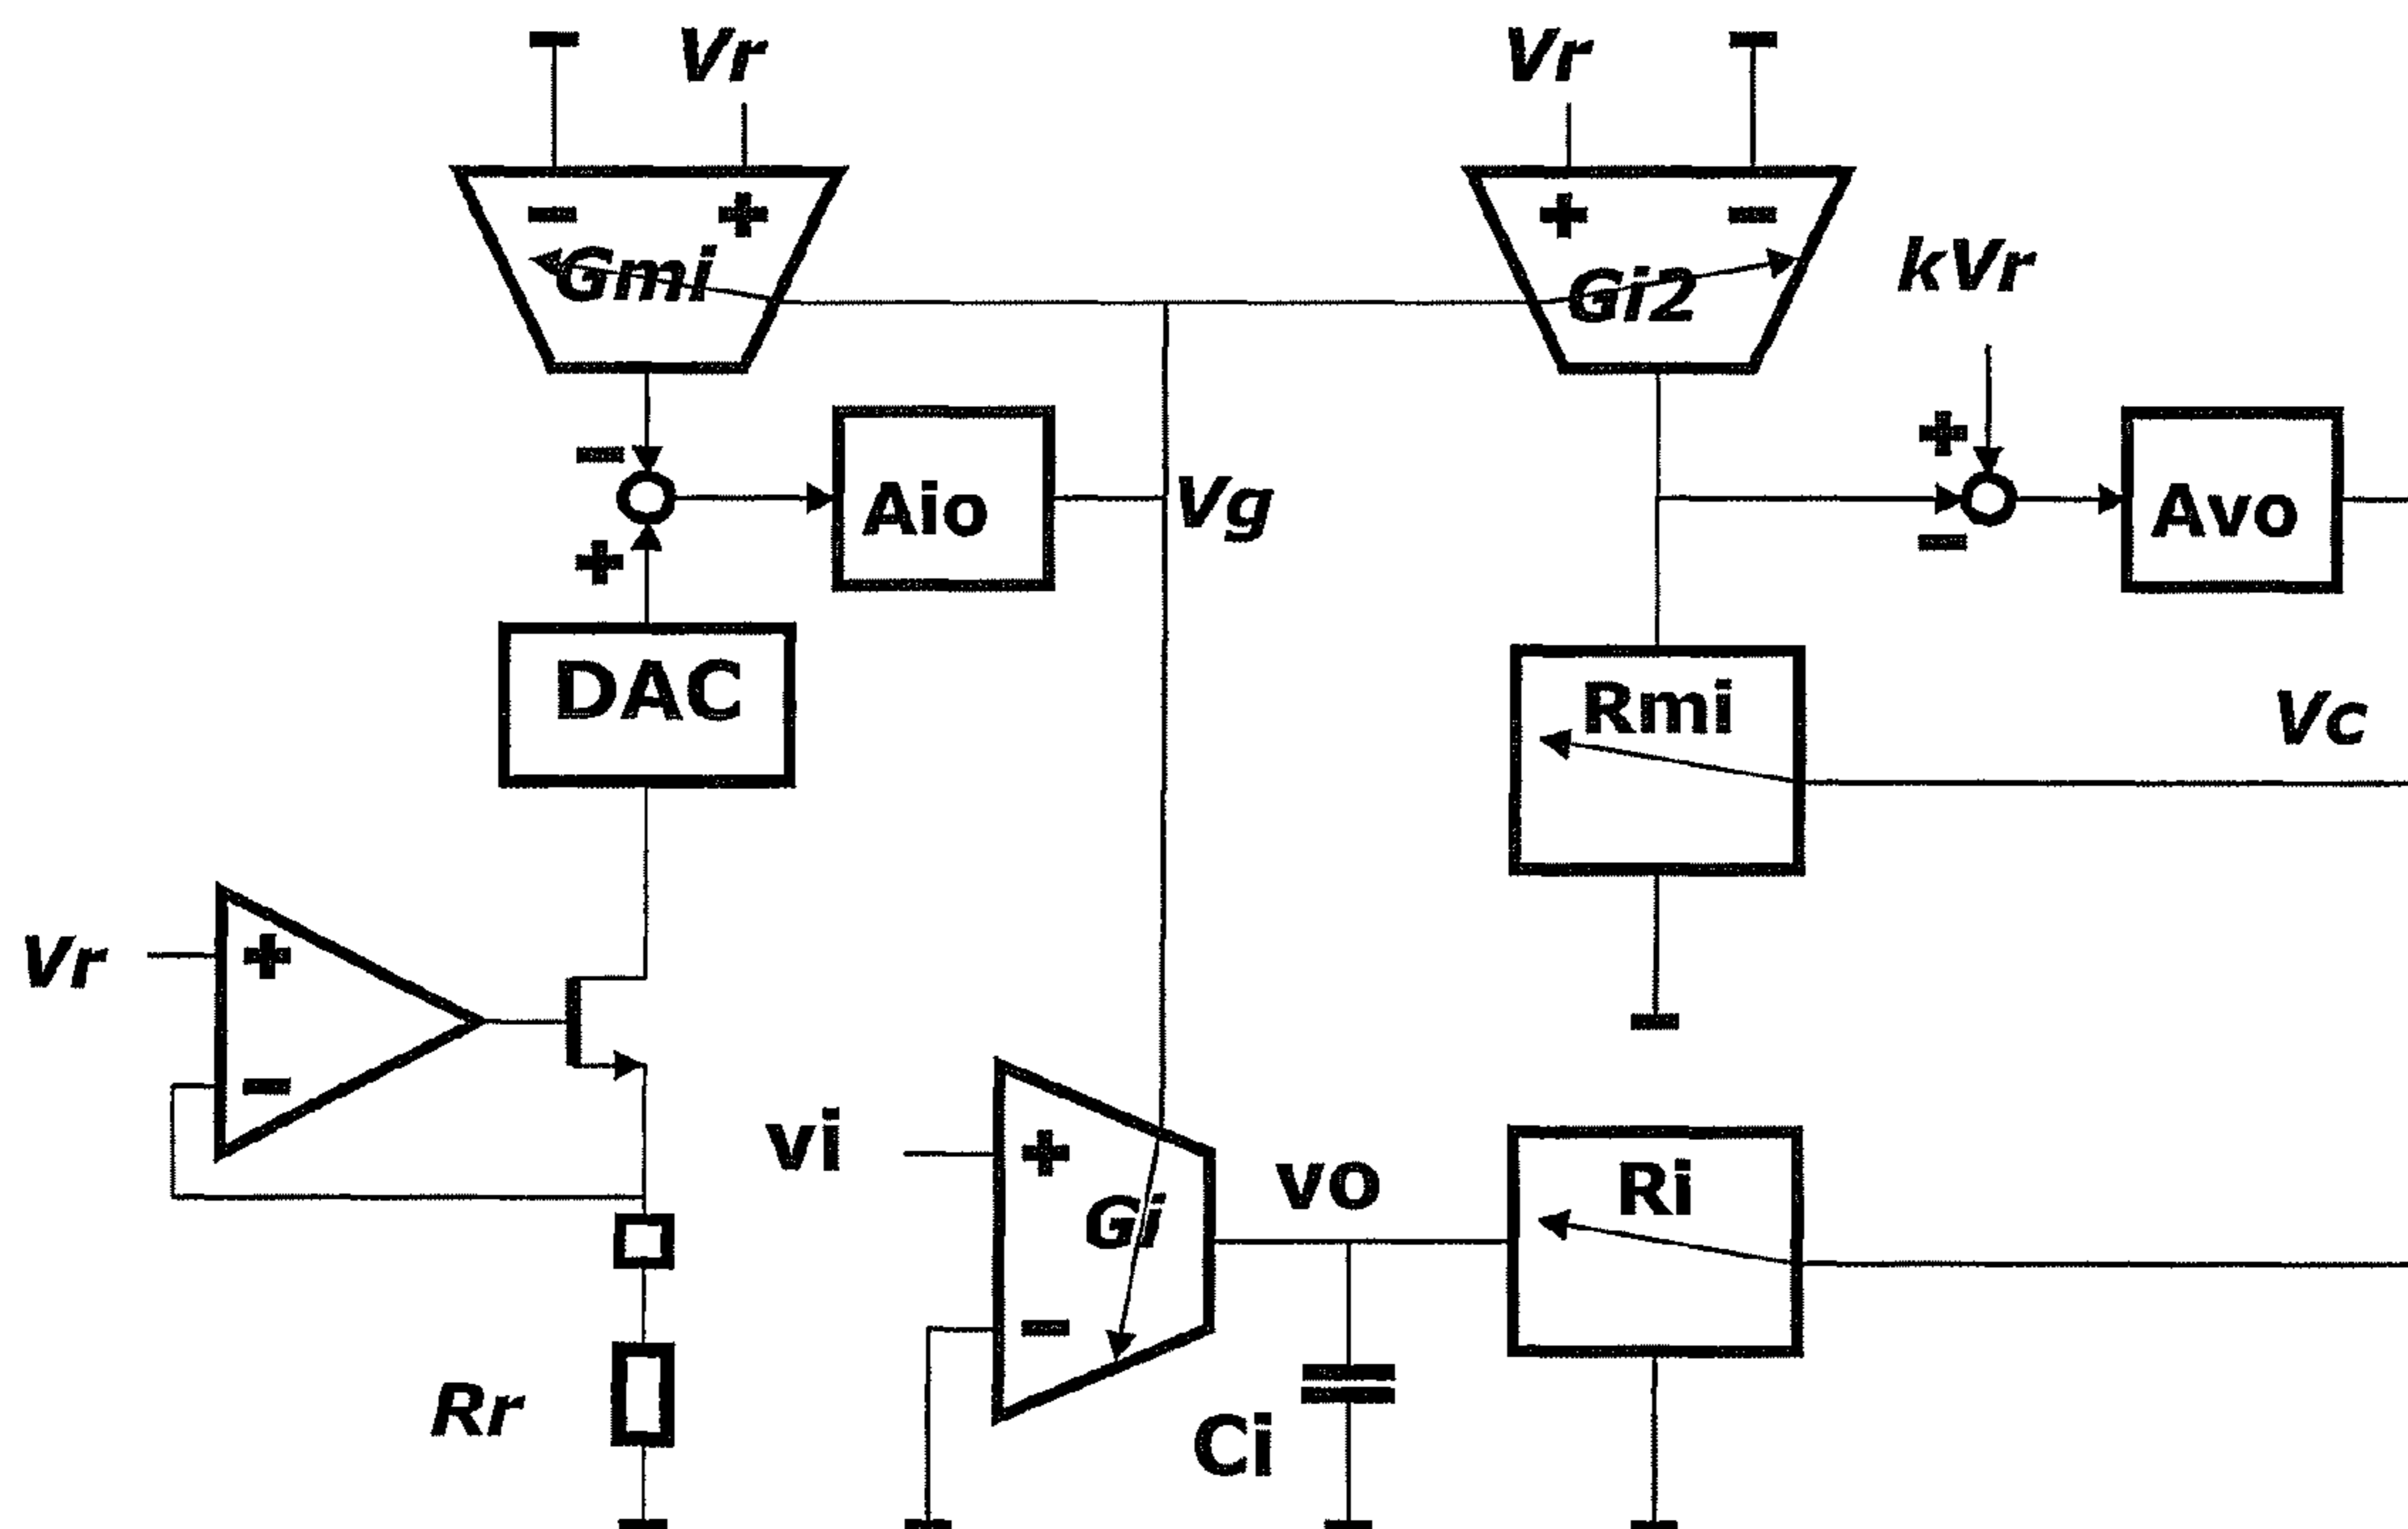 Vr
Vr
− +
+ −
Gmi
Gi2
kVr
−
+
Aio
Vg
+
−
Avo
DAC
Rmi
Vc
Vr
+
−
vi
+
−
Gi
vo
Ri
Rr
Ci